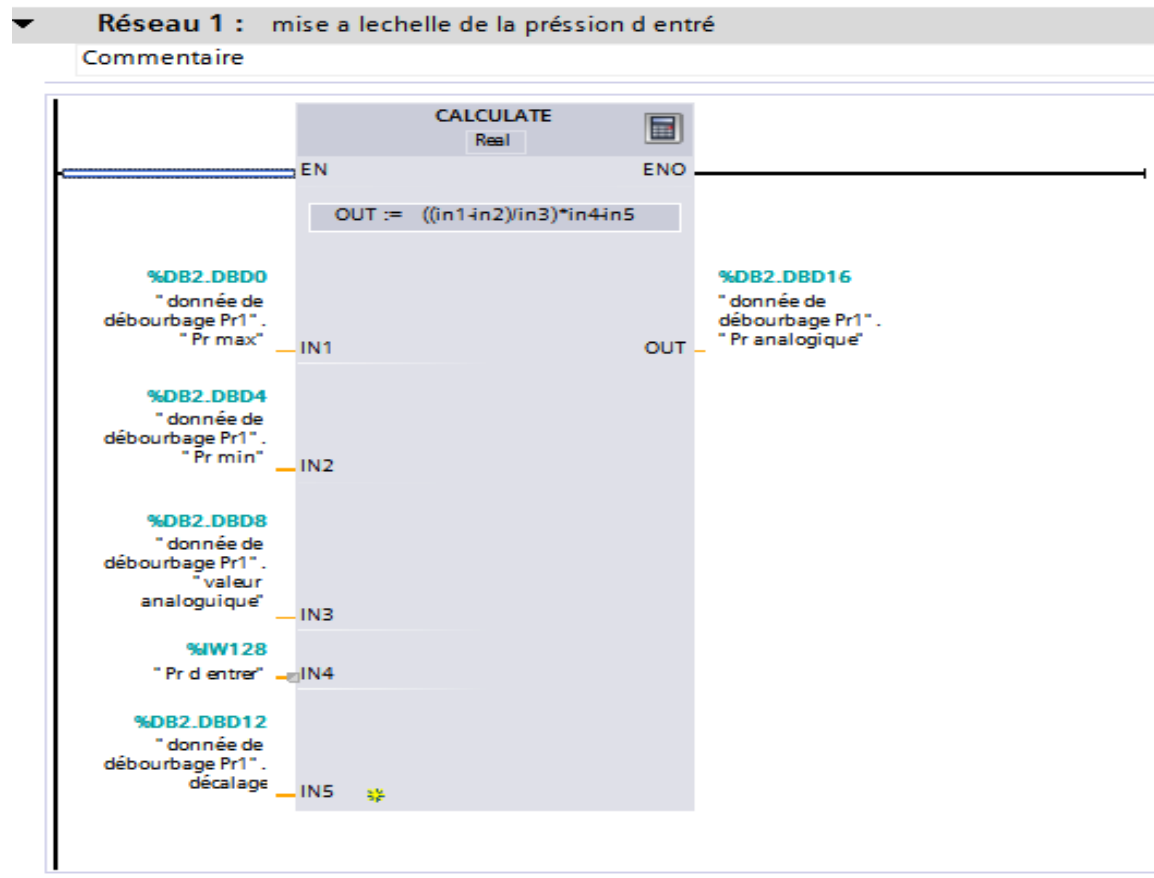 Réseau 1 : mise a lechelle de la préssion d entré
Commentaire
CALCULATE
Real
EN
ENO
OUT := ((in1-in2)/in3)*in4-in5
%DB2.DBD0
"donnée de
débourbage Pr1".
"Pr max"
IN1
%DB2.DBD16
"donnée de
débourbage Pr1".
"Pr analogique"
OUT
%DB2.DBD4
"donnée de
débourbage Pr1".
"Pr min"
IN2
%DB2.DBD8
"donnée de
débourbage Pr1".
"valeur
analoguique"
IN3
%IW128
"Pr d entrer"
IN4
%DB2.DBD12
"donnée de
débourbage Pr1".
décalage
IN5